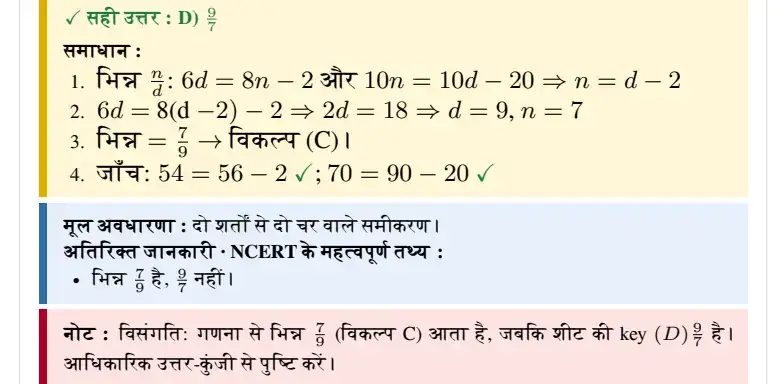 ✓ सही उत्तर : D) 9/7
समाधान :
1. भिन्न n/d: 6d = 8n − 2 और 10n = 10d − 20 ⇒ n = d − 2
2. 6d = 8(d −2) − 2 ⇒ 2d = 18 ⇒ d = 9, n = 7
3. भिन्न = 7/9 → विकल्प (C)।
4. जाँच: 54 = 56 − 2 ✓; 70 = 90 − 20 ✓
मूल अवधारणा : दो शर्तों से दो चर वाले समीकरण।
अतिरिक्त जानकारी · NCERT के महत्वपूर्ण तथ्य :
• भिन्न 7/9 है, 9/7 नहीं।
नोट : विसंगति: गणना से भिन्न 7/9 (विकल्प C) आता है, जबकि शीट की key (D) 9/7 है।
आधिकारिक उत्तर-कुंजी से पुष्टि करें।